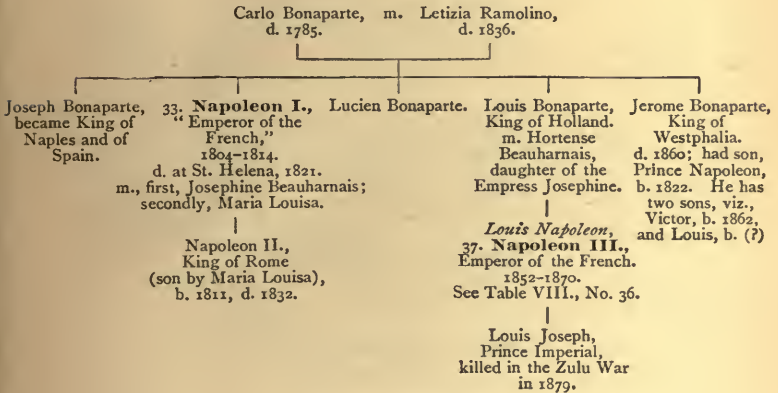 Carlo Bonaparte, m. Letizia Ramolino,
d. 1785. d. 1836.
Joseph Bonaparte,
became King of
Naples and of
Spain.
33. Napoleon I.,
“Emperor of the
French,”
1804–1814.
d. at St. Helena, 1821.
m., first, Josephine Beauharnais;
secondly, Maria Louisa.
Napoleon II.,
King of Rome
(son by Maria Louisa),
b. 1811, d. 1832.
Lucien Bonaparte.
Louis Bonaparte,
King of Holland.
m. Hortense
Beauharnais,
daughter of the
Empress Josephine.
Louis Napoleon,
37. Napoleon III.,
Emperor of the French.
1852–1870.
See Table VIII., No. 36.
Louis Joseph,
Prince Imperial,
killed in the Zulu War
in 1879.
Jerome Bonaparte,
King of
Westphalia.
d. 1860; had son,
Prince Napoleon,
b. 1822. He has
two sons, viz.,
Victor, b. 1862,
and Louis, b. (?)